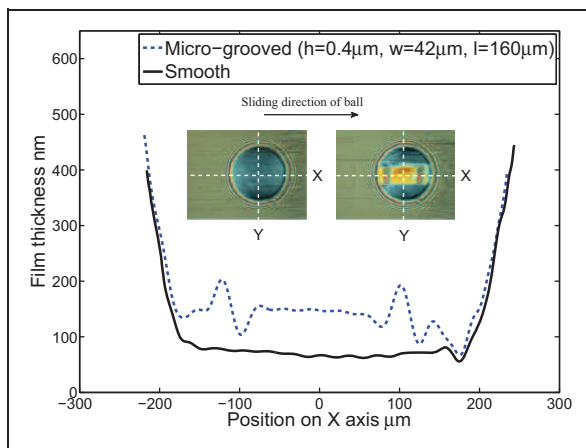 Micro-grooved (h=0.4μm, w=42μm, l=160μm)
Smooth
Sliding direction of ball
X
Y
X
Y
600
500
400
300
200
100
0
Film thickness nm
−300
−200
−100
0
100
200
300
Position on X axis μm